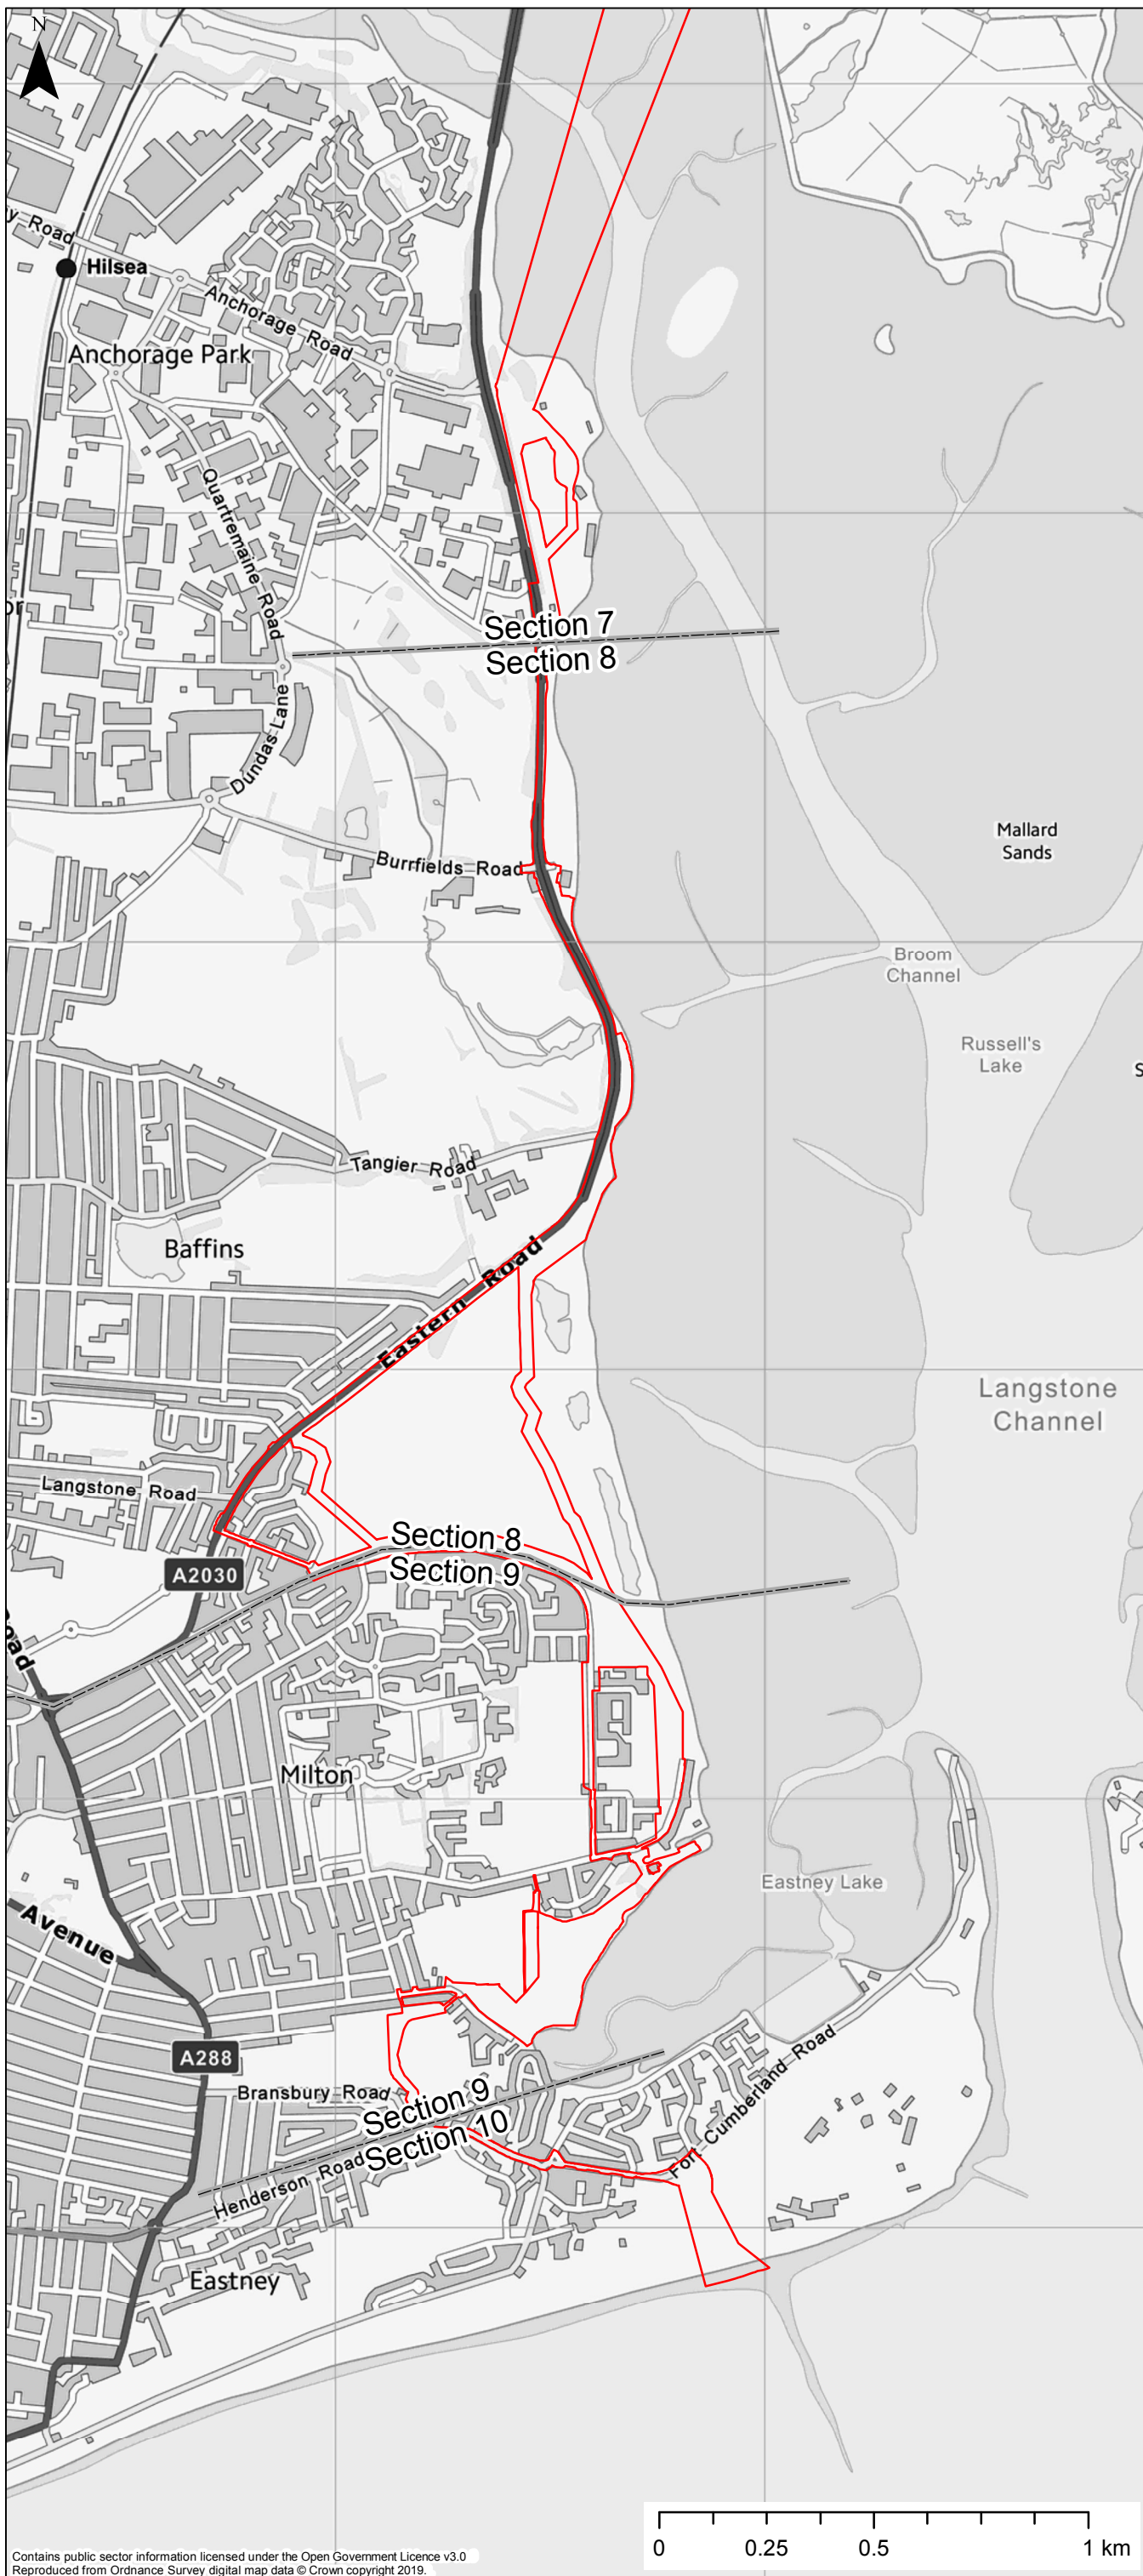 N
y Road
Hilsea
Anchorage Road
Anchorage Park
Quartremaine Road
or
Section 7
Section 8
Dundas Lane
Mallard
Sands
Burrfields Road
Broom
Channel
Russell's
Lake
S
Tangier Road
Baffins
Eastern Road
Langstone
Channel
Langstone Road
Section 8
Section 9
A2030
oad
Milton
Eastney Lake
Avenue
A288
Fort Cumberland Road
Bransbury Road
Section 9
Section 10
Henderson Road
Eastney
0 0.25 0.5 1 km
Contains public sector information licensed under the Open Government Licence v3.0
Reproduced from Ordnance Survey digital map data © Crown copyright 2019.